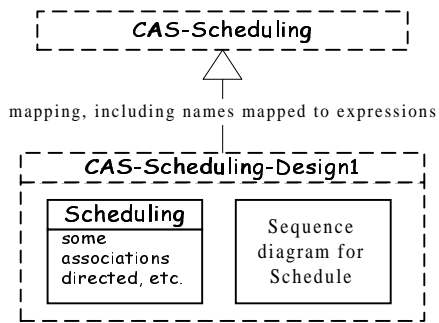 CAS-Scheduling
mapping, including names mapped to expressions
CAS-Scheduling-Design1
Scheduling
some
associations
directed, etc.
Sequence
diagram for
Schedule